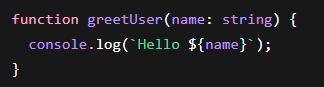 function greetUser(name: string) {
  console.log(`Hello ${name}`);
}